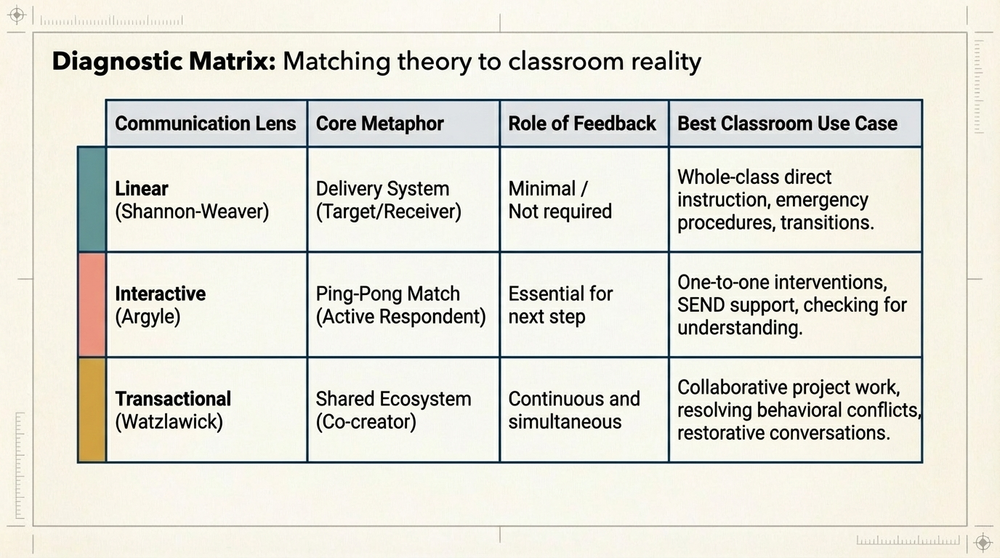 Diagnostic Matrix: Matching theory to classroom reality
Communication Lens
Core Metaphor
Role of Feedback
Best Classroom Use Case
Linear
(Shannon-Weaver)
Delivery System
(Target/Receiver)
Minimal /
Not required
Whole-class direct
instruction, emergency
procedures, transitions.
Interactive
(Argyle)
Ping-Pong Match
(Active Respondent)
Essential for
next step
One-to-one interventions,
SEND support, checking for
understanding.
Transactional
(Watzlawick)
Shared Ecosystem
(Co-creator)
Continuous and
simultaneous
Collaborative project work,
resolving behavioral conflicts,
restorative conversations.